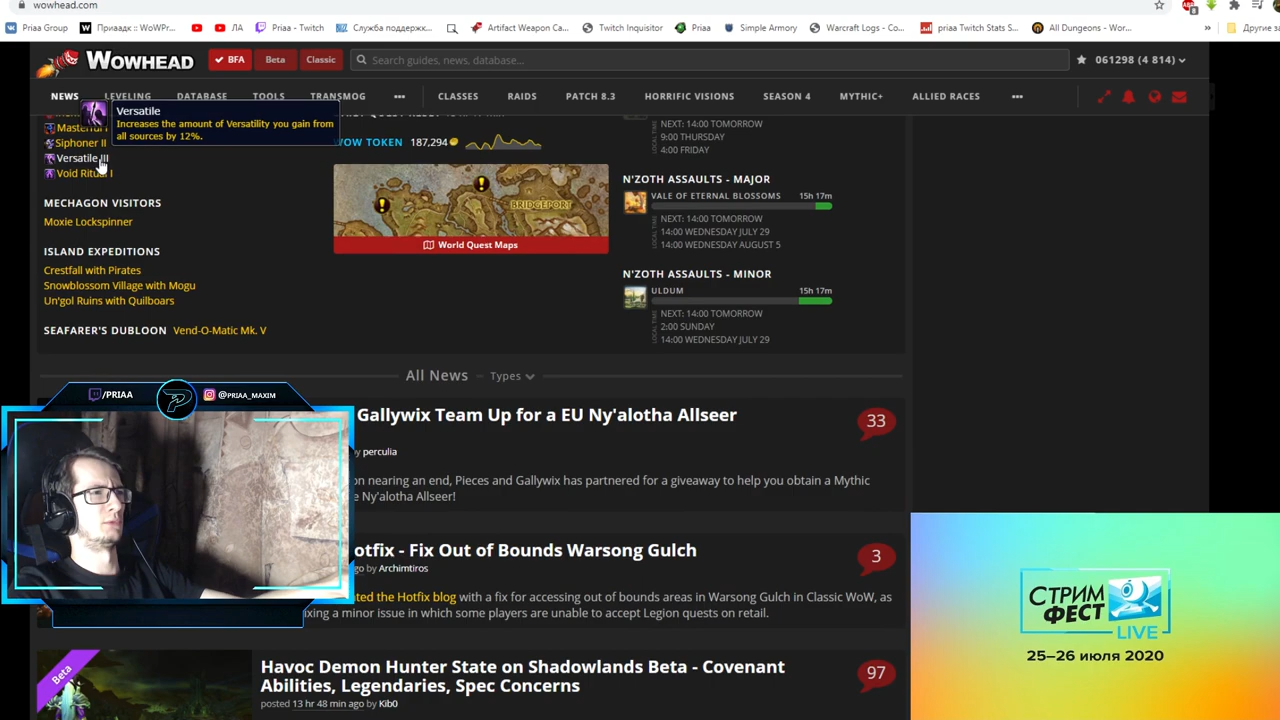 wowhead.com
Priaa Group
Приаадк :: WoWPr...
ЛА
Priaa - Twitch
Служба поддержк...
Artifact Weapon Ca...
Twitch Inquisitor
Priaa
Simple Armory
Warcraft Logs - Co...
priaa Twitch Stats S...
All Dungeons - Wor...
»
Другие за
WOWHEAD
BFA
Beta
Classic
Search guides, news, database...
061298 (4 814)
NEWS
LEVELING
DATABASE
TOOLS
TRANSMOG
CLASSES
RAIDS
PATCH 8.3
HORRIFIC VISIONS
SEASON 4
MYTHIC+
ALLIED RACES
Versatile
Increases the amount of Versatility you gain from
all sources by 12%.
Siphoner II
Versatile III
Void Ritual I
MECHAGON VISITORS
Moxie Lockspinner
ISLAND EXPEDITIONS
Crestfall with Pirates
Snowblossom Village with Mogu
Un'gol Ruins with Quilboars
SEAFARER'S DUBLOON Vend-O-Matic Mk. V
WOW TOKEN 187,294
BRIDGEPORT
World Quest Maps
NEXT: 14:00 TOMORROW
9:00 THURSDAY
4:00 FRIDAY
LOCAL TIME
N'ZOTH ASSAULTS - MAJOR
VALE OF ETERNAL BLOSSOMS 15h 17m
NEXT: 14:00 TOMORROW
14:00 WEDNESDAY JULY 29
14:00 WEDNESDAY AUGUST 5
LOCAL TIME
N'ZOTH ASSAULTS - MINOR
ULDUM 15h 17m
NEXT: 14:00 TOMORROW
2:00 SUNDAY
14:00 WEDNESDAY JULY 29
LOCAL TIME
All News Types
Gallywix Team Up for a EU Ny'alotha Allseer
33
y perculia
on nearing an end, Pieces and Gallywix has partnered for a giveaway to help you obtain a Mythic
e Ny'alotha Allseer!
otfix - Fix Out of Bounds Warsong Gulch
3
go by Archimtiros
ted the Hotfix blog with a fix for accessing out of bounds areas in Warsong Gulch in Classic WoW, as
xing a minor issue in which some players are unable to accept Legion quests on retail.
Beta
Havoc Demon Hunter State on Shadowlands Beta - Covenant
Abilities, Legendaries, Spec Concerns
97
posted 13 hr 48 min ago by Kib0
/PRIAA
@PRIAA_MAXIM
СТРИМ
ФЕСТ
LIVE
25–26 июля 2020